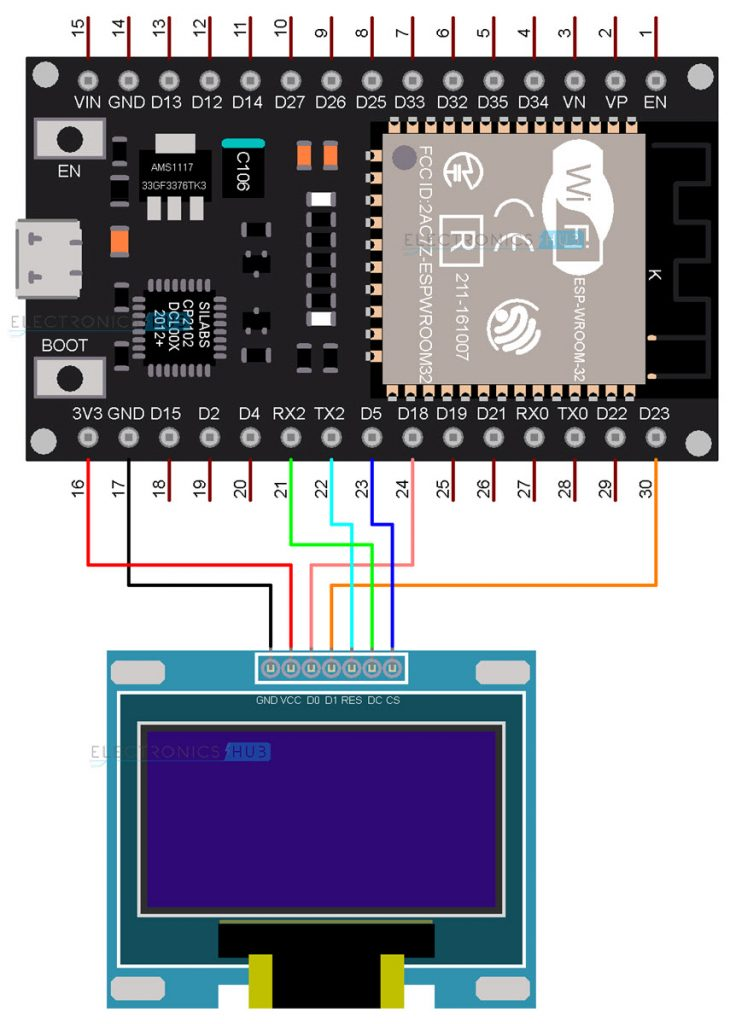 15 14 13 12 11 10 9 8 7 6 5 4 3 2 1
VIN GND D13 D12 D14 D27 D26 D25 D33 D32 D35 D34 VN VP EN
EN
AMS1117
33GF3376TK3
C106
FCC ID:2AC7Z-ESPWROOM32
R
211-161007
WiFi
ESP-WROOM-32
K
ELECTRONICS HUB
ELECTRONICS HUB
SILABS
CP2102
DCL00X
2012+
BOOT
3V3 GND D15 D2 D4 RX2 TX2 D5 D18 D19 D21 RX0 TX0 D22 D23
16 17 18 19 20 21 22 23 24 25 26 27 28 29 30
GND VCC D0 D1 RES DC CS
ELECTRONICS HUB